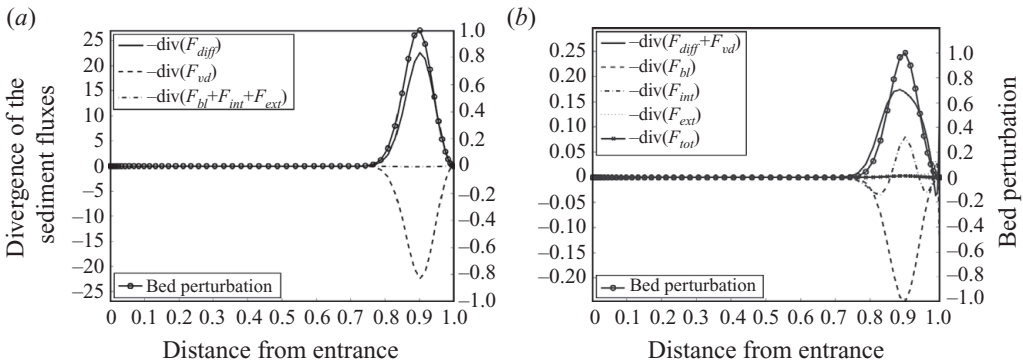 (a)
Divergence of the
sediment fluxes
25
20
15
10
5
0
–5
–10
–15
–20
–25
–div(F_diff)
–div(F_vd)
–div(F_bl+F_int+F_ext)
Bed perturbation
1.0
0.8
0.6
0.4
0.2
0
–0.2
–0.4
–0.6
–0.8
–1.0
0 0.1 0.2 0.3 0.4 0.5 0.6 0.7 0.8 0.9 1.0
Distance from entrance
(b)
0.25
0.20
0.15
0.10
0.05
0
–0.05
–0.10
–0.15
–0.20
–div(F_diff+F_vd)
–div(F_bl)
–div(F_int)
–div(F_ext)
–div(F_tot)
Bed perturbation
1.0
0.8
0.6
0.4
0.2
0
–0.2
–0.4
–0.6
–0.8
–1.0
Bed perturbation
0 0.1 0.2 0.3 0.4 0.5 0.6 0.7 0.8 0.9 1.0
Distance from entrance